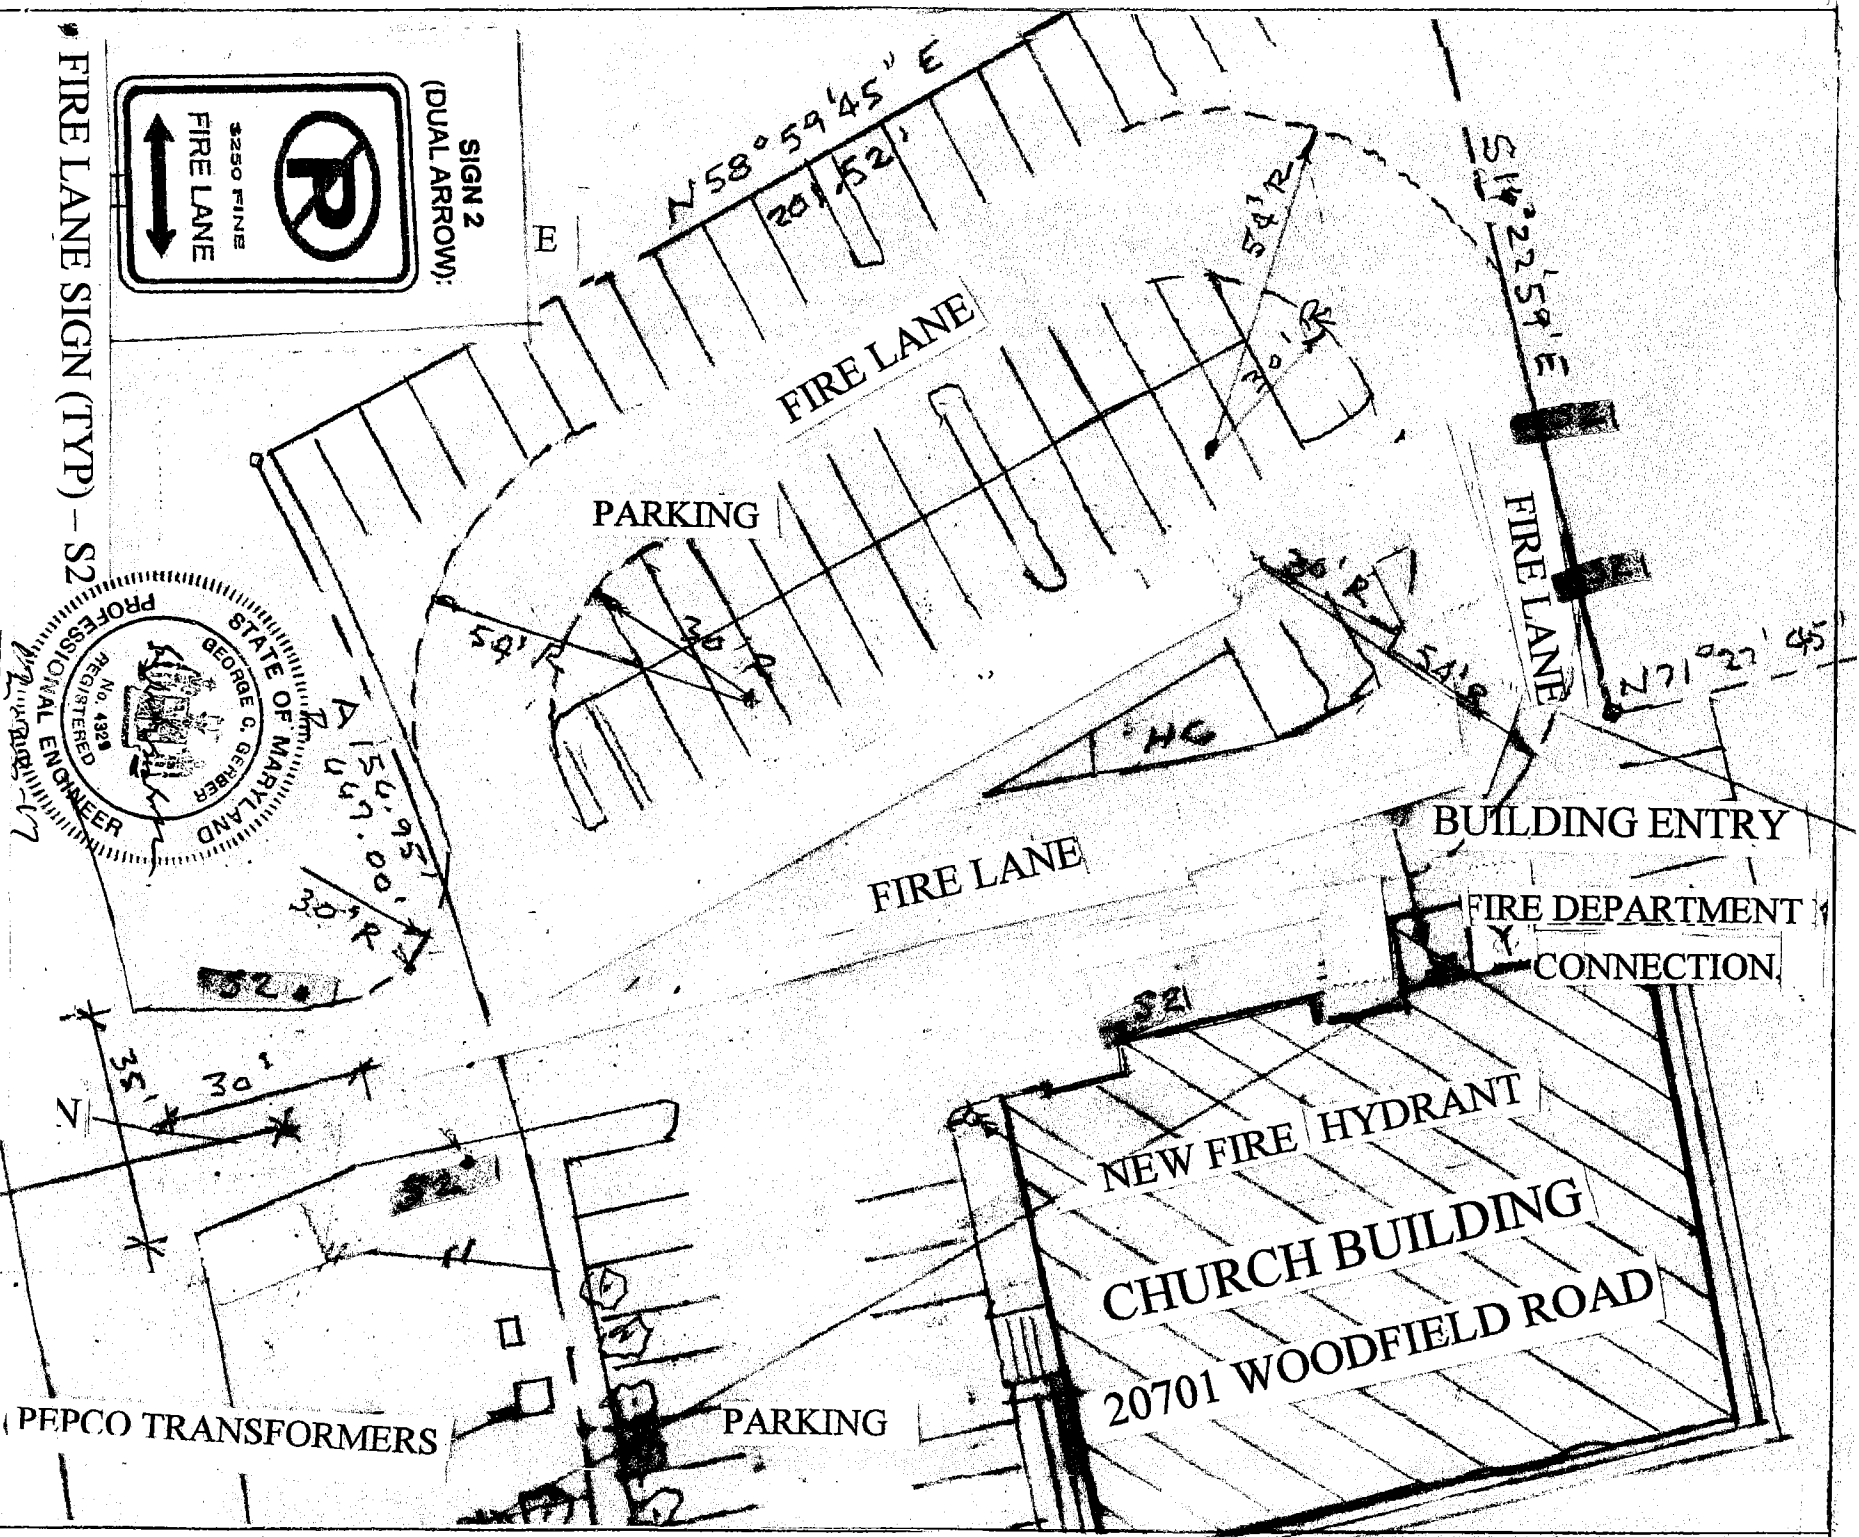 FIRE LANE SIGN (TYP) – S2
SIGN 2
(DUAL ARROW):
R
$250 FINE
FIRE LANE
E
N 58° 59' 45" E
201.52'
54' R
30' R
S14° 22' 59" E
FIRE LANE
PARKING
FIRE LANE
54' R
30' R
30' R
54' R
N 71° 27' 45"
STATE OF MARYLAND
GEORGE C. GERBER
No. 4329
REGISTERED
PROFESSIONAL ENGINEER
A 154.95'
R 447.00'
HC
FIRE LANE
BUILDING ENTRY
FIRE DEPARTMENT
CONNECTION
Y
30' R
S2
S2
35'
30'
N
S2
NEW FIRE HYDRANT
CHURCH BUILDING
20701 WOODFIELD ROAD
PEPCO TRANSFORMERS
PARKING